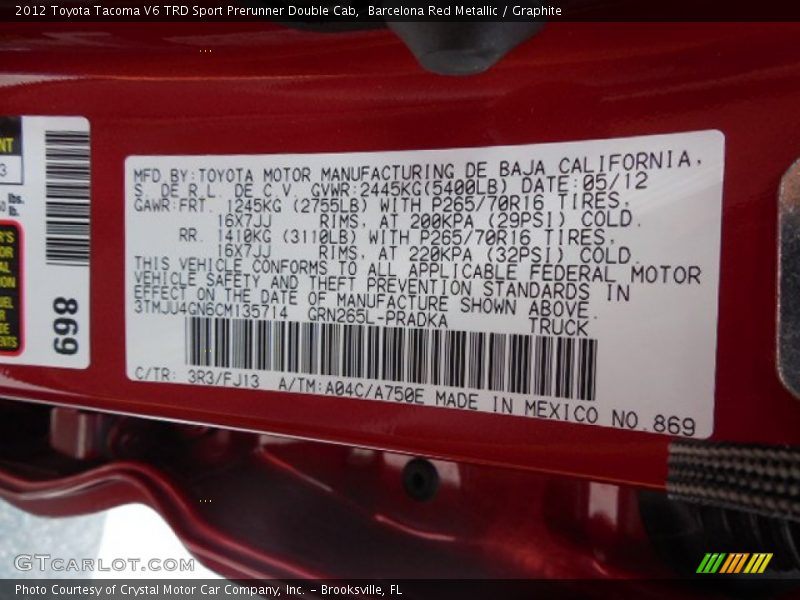 2012 Toyota Tacoma V6 TRD Sport Prerunner Double Cab, Barcelona Red Metallic / Graphite
MFD.BY:TOYOTA MOTOR MANUFACTURING DE BAJA CALIFORNIA,
S. DE R.L. DE C.V. GVWR:2445KG(5400LB) DATE:05/12
GAWR:FRT. 1245KG (2755LB) WITH P265/70R16 TIRES,
16X7JJ RIMS, AT 200KPA (29PSI) COLD.
RR. 1410KG (3110LB) WITH P265/70R16 TIRES,
16X7JJ RIMS, AT 220KPA (32PSI) COLD.
THIS VEHICLE CONFORMS TO ALL APPLICABLE FEDERAL MOTOR
VEHICLE SAFETY AND THEFT PREVENTION STANDARDS IN
EFFECT ON THE DATE OF MANUFACTURE SHOWN ABOVE.
3TMJU4GN6CM135714 GRN265L-PRADKA TRUCK
C/TR: 3R3/FJ13 A/TM:A04C/A750E MADE IN MEXICO NO.869
NT
3
lbs.
lb.
869
GTCARLOT.COM
Photo Courtesy of Crystal Motor Car Company, Inc. - Brooksville, FL